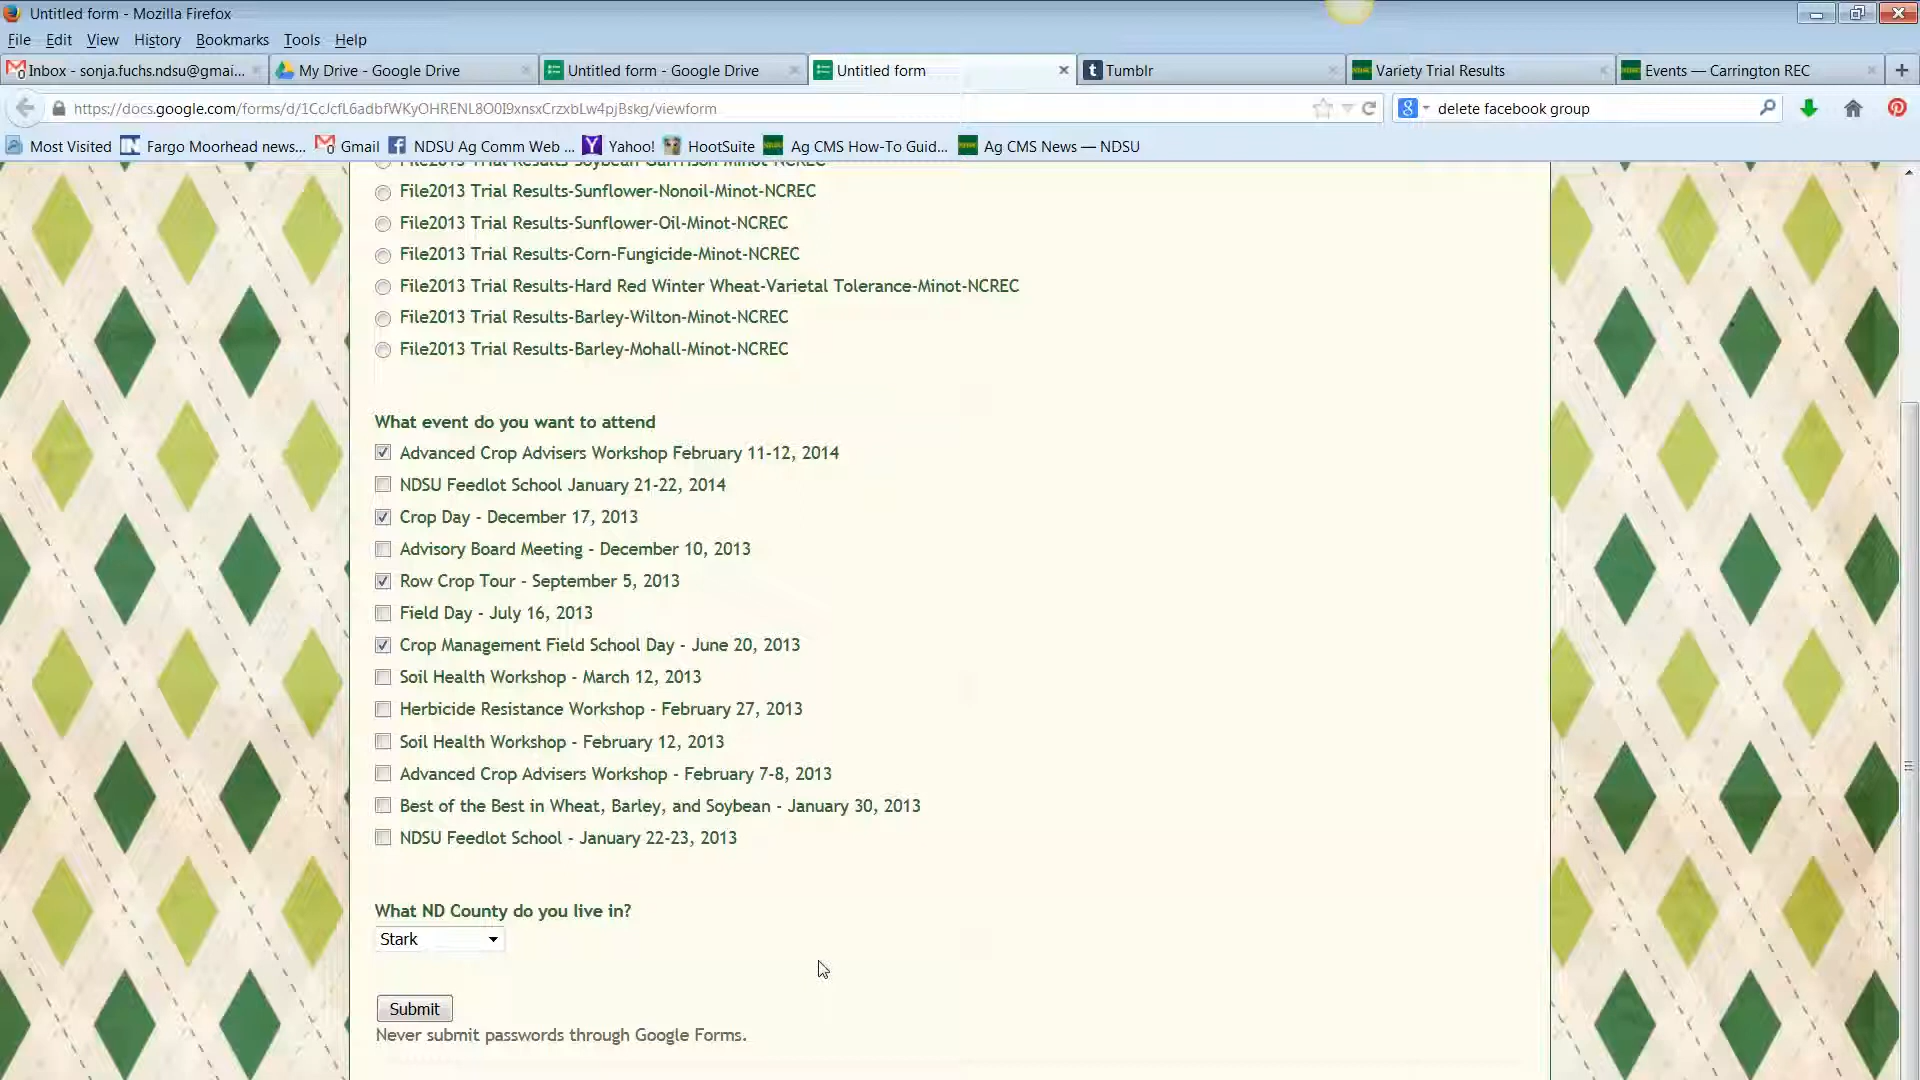 Untitled form - Mozilla Firefox
File Edit View History Bookmarks Tools Help
Inbox - sonja.fuchs.ndsu@gmai... My Drive - Google Drive Untitled form - Google Drive Untitled form Tumblr Variety Trial Results Events — Carrington REC
https://docs.google.com/forms/d/1CcJcfL6adbfWKyOHRENL8O0I9xnsxCrzxbLw4pjBskg/viewform delete facebook group
Most Visited Fargo Moorhead news... Gmail NDSU Ag Comm Web ... Yahoo! HootSuite Ag CMS How-To Guid... Ag CMS News — NDSU
File2013 Trial Results-Soybean-Garrison-Minot-NCREC
File2013 Trial Results-Sunflower-Nonoil-Minot-NCREC
File2013 Trial Results-Sunflower-Oil-Minot-NCREC
File2013 Trial Results-Corn-Fungicide-Minot-NCREC
File2013 Trial Results-Hard Red Winter Wheat-Varietal Tolerance-Minot-NCREC
File2013 Trial Results-Barley-Wilton-Minot-NCREC
File2013 Trial Results-Barley-Mohall-Minot-NCREC
What event do you want to attend
Advanced Crop Advisers Workshop February 11-12, 2014
NDSU Feedlot School January 21-22, 2014
Crop Day - December 17, 2013
Advisory Board Meeting - December 10, 2013
Row Crop Tour - September 5, 2013
Field Day - July 16, 2013
Crop Management Field School Day - June 20, 2013
Soil Health Workshop - March 12, 2013
Herbicide Resistance Workshop - February 27, 2013
Soil Health Workshop - February 12, 2013
Advanced Crop Advisers Workshop - February 7-8, 2013
Best of the Best in Wheat, Barley, and Soybean - January 30, 2013
NDSU Feedlot School - January 22-23, 2013
What ND County do you live in?
Stark
Submit
Never submit passwords through Google Forms.